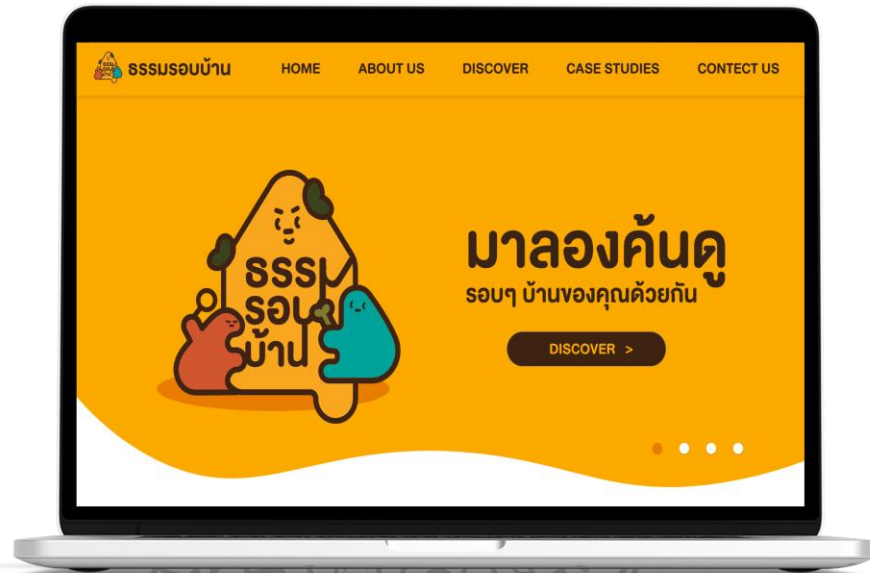 ธรรมรอบบ้าน HOME ABOUT US DISCOVER CASE STUDIES CONTECT US
ธรรม
รอบ
บ้าน
มาลองค้นดู
รอบๆ บ้านของคุณด้วยกัน
DISCOVER >